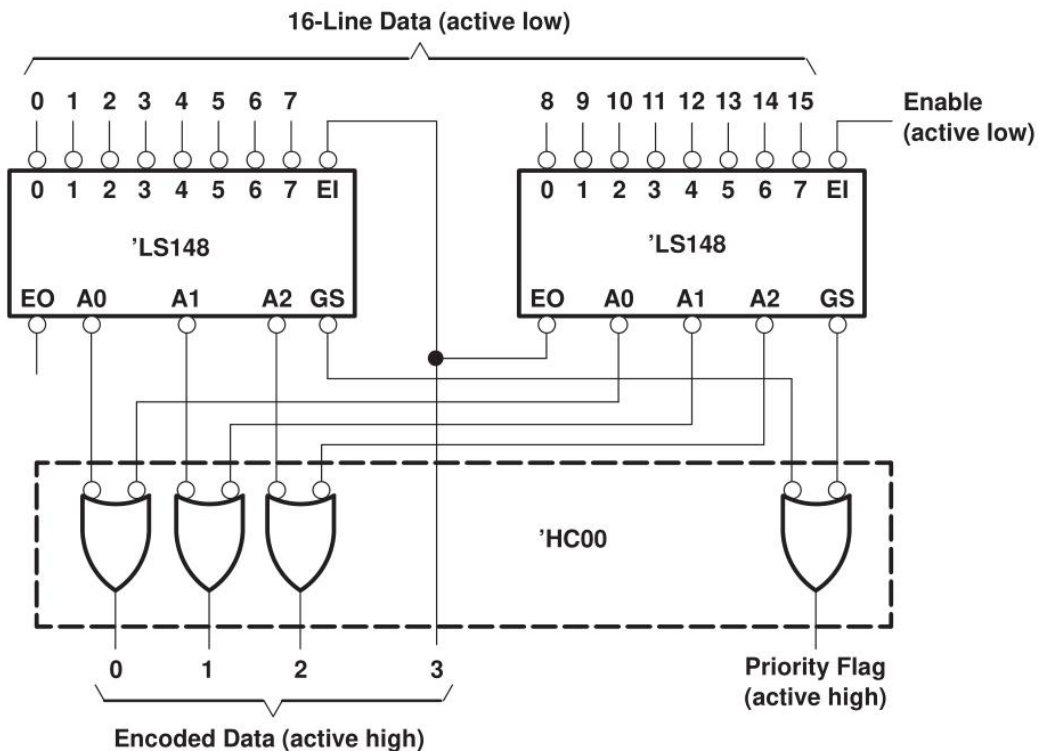 16-Line Data (active low)
0 1 2 3 4 5 6 7 8 9 10 11 12 13 14 15 Enable
(active low)
0 1 2 3 4 5 6 7 EI 0 1 2 3 4 5 6 7 EI
’LS148 ’LS148
EO A0 A1 A2 GS EO A0 A1 A2 GS
’HC00
0 1 2 3 Priority Flag
(active high)
Encoded Data (active high)